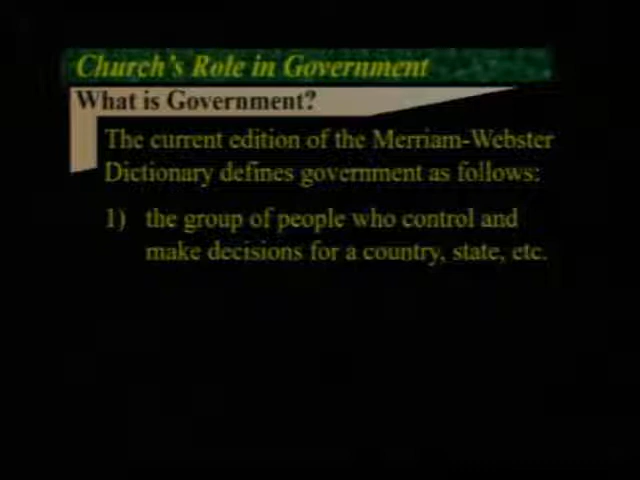 Church's Role in Government
What is Government?
The current edition of the Merriam-Webster
Dictionary defines government as follows:
1) the group of people who control and
make decisions for a country, state, etc.